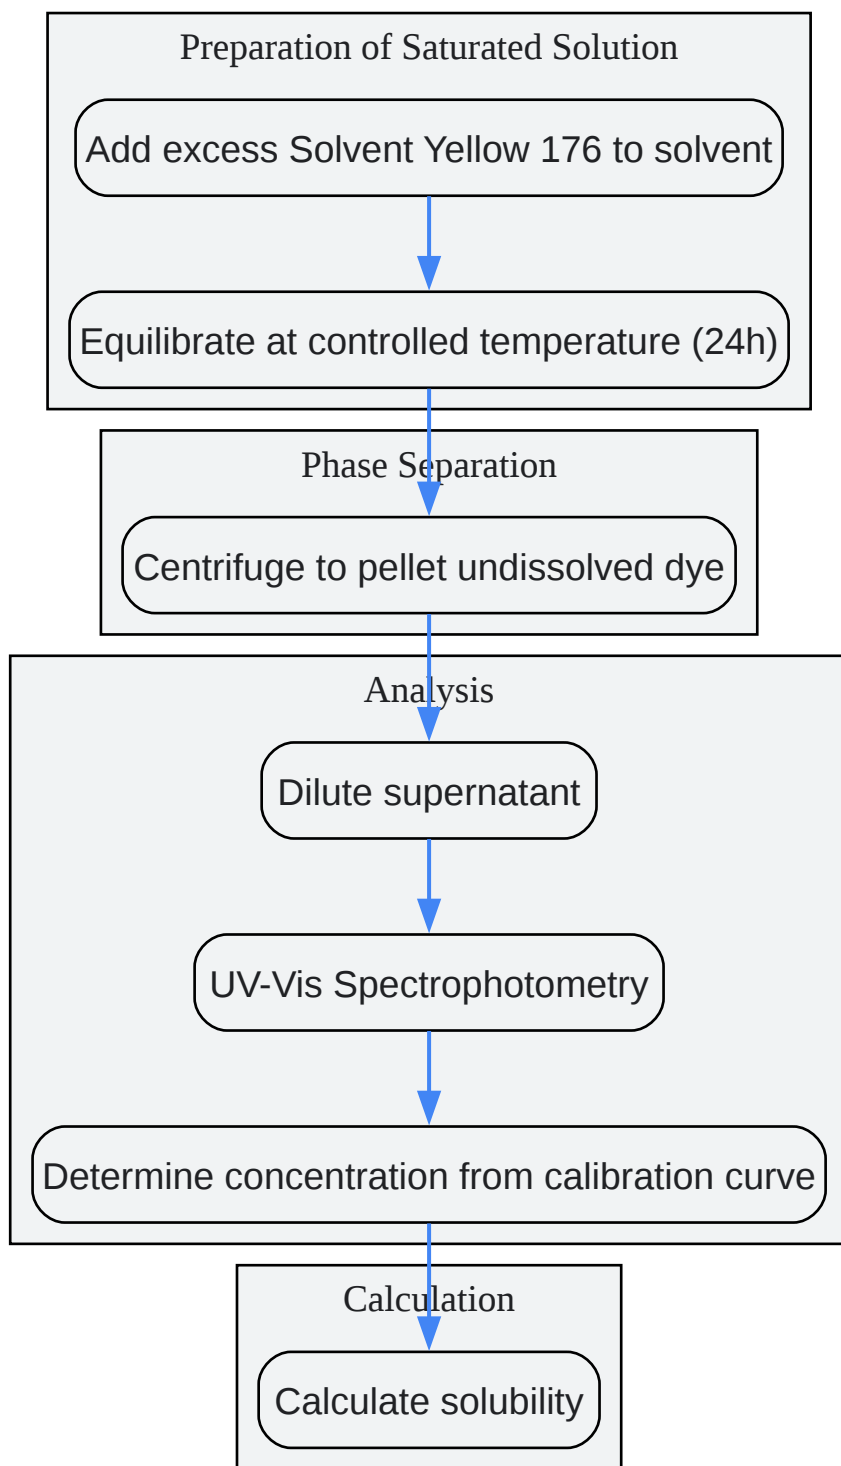 Preparation of Saturated Solution
Add excess Solvent Yellow 176 to solvent
Equilibrate at controlled temperature (24h)
Phase Separation
Centrifuge to pellet undissolved dye
Analysis
Dilute supernatant
UV-Vis Spectrophotometry
Determine concentration from calibration curve
Calculation
Calculate solubility